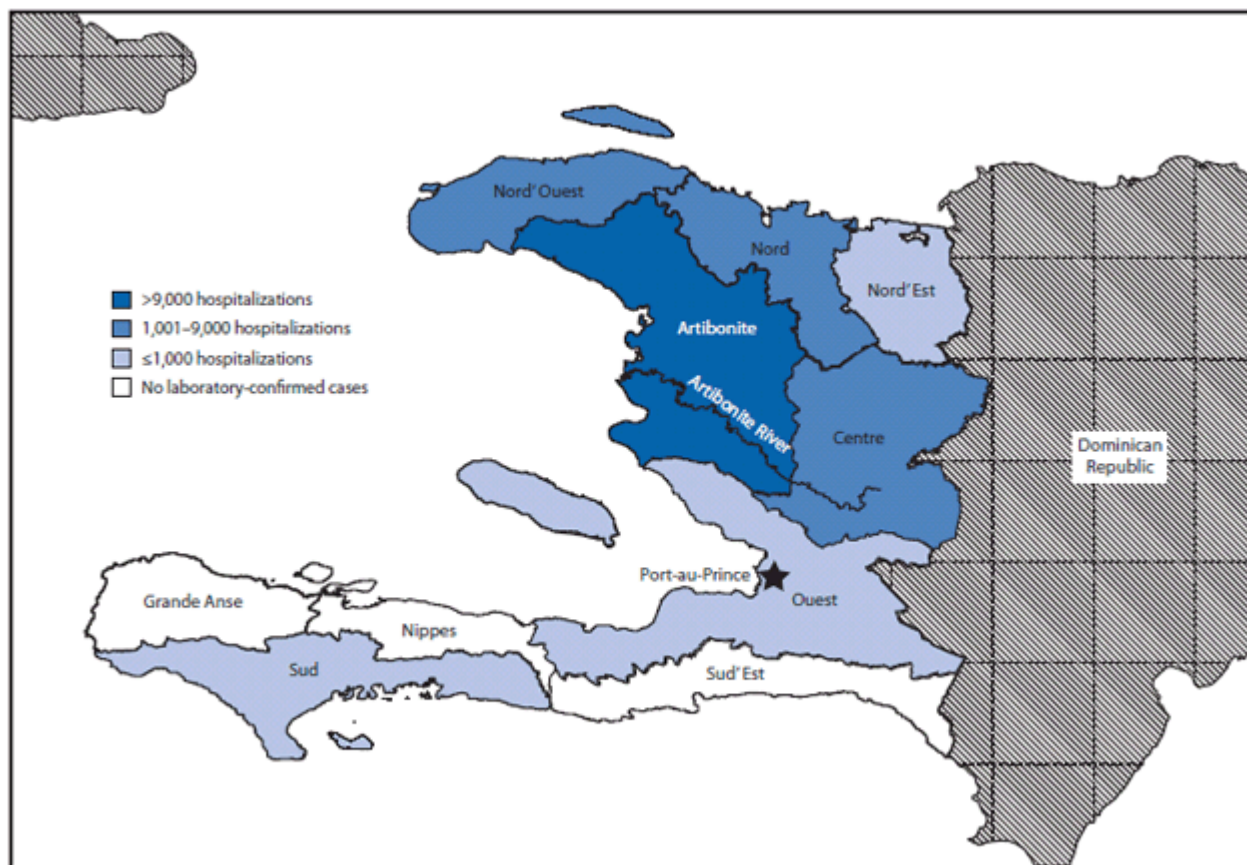 Nord' Ouest
Nord
Nord' Est
>9,000 hospitalizations
1,001–9,000 hospitalizations
≤1,000 hospitalizations
No laboratory-confirmed cases
Artibonite
Artibonite River
Centre
Dominican
Republic
Port-au-Prince
Ouest
Grande Anse
Nippes
Sud
Sud' Est